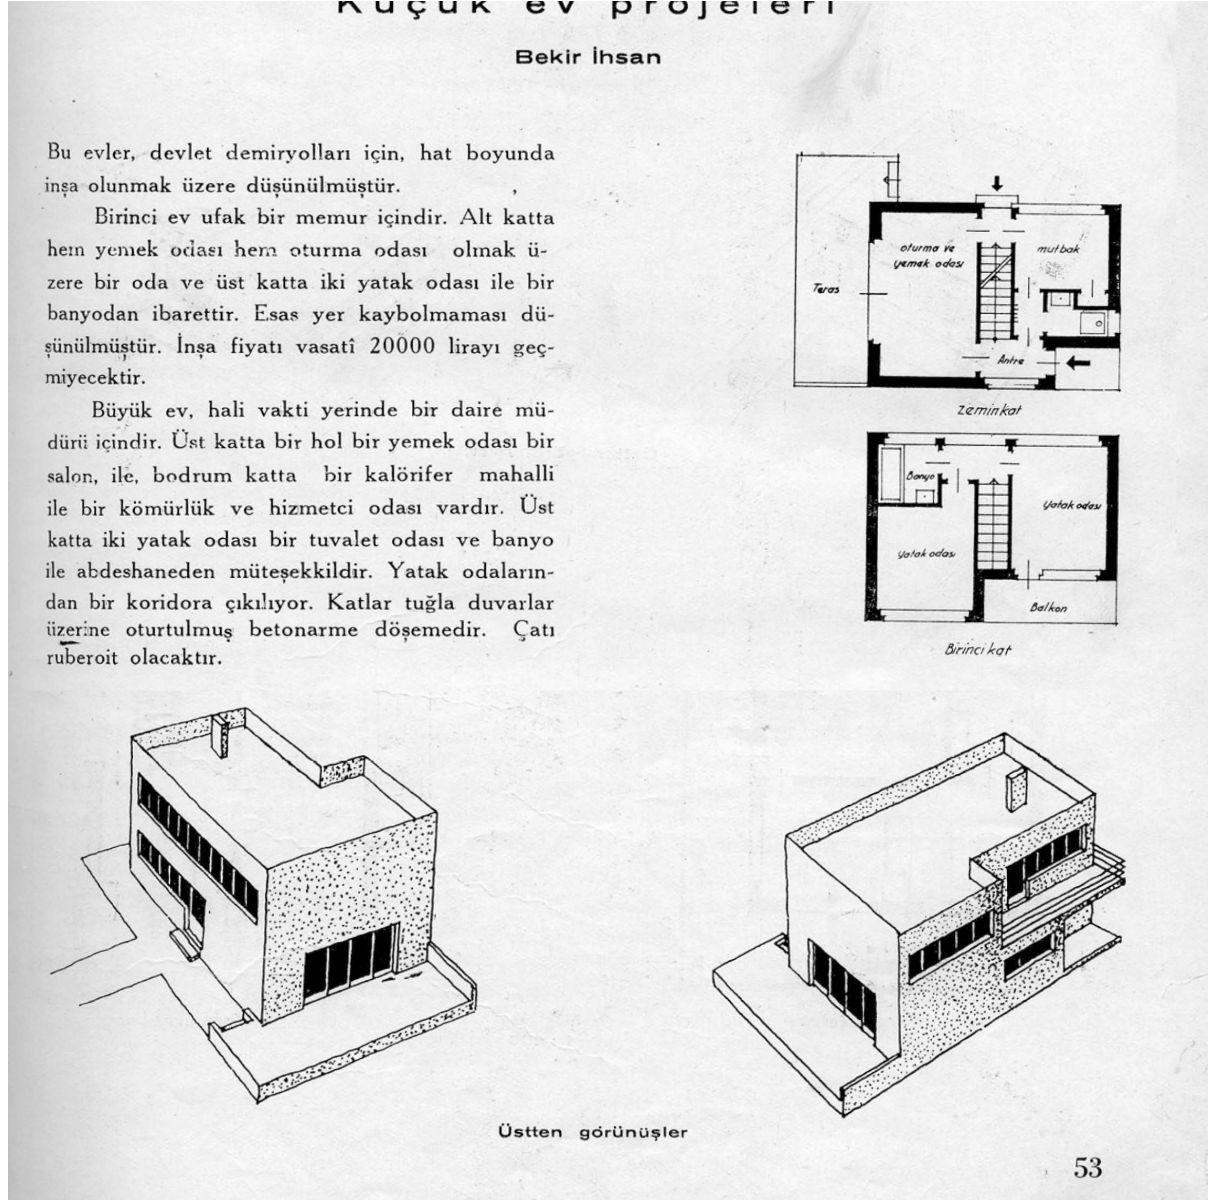 Küçük ev projeleri
Bekir İhsan
Bu evler, devlet demiryolları için, hat boyunda
inşa olunmak üzere düşünülmüştür.
Birinci ev ufak bir memur içindir. Alt katta
hem yemek odası hem oturma odası olmak ü-
zere bir oda ve üst katta iki yatak odası ile bir
banyodan ibarettir. Esas yer kaybolmaması dü-
şünülmüştür. İnşa fiyatı vasatî 20000 lirayı geç-
miyecektir.
Büyük ev, hali vakti yerinde bir daire mü-
dürü içindir. Üst katta bir hol bir yemek odası bir
salon, ile, bodrum katta bir kalörifer mahalli
ile bir kömürlük ve hizmetci odası vardır. Üst
katta iki yatak odası bir tuvalet odası ve banyo
ile abdeshaneden müteşekkildir. Yatak odaların-
dan bir koridora çıkılıyor. Katlar tuğla duvarlar
üzerine oturtulmuş betonarme döşemedir. Çatı
ruberoit olacaktır.
oturma ve
yemek odası
mutbak
Teras
Antre
zemin kat
Banyo
yatak odası
yatak odası
Balkon
Birinci kat
Üstten görünüşler
53